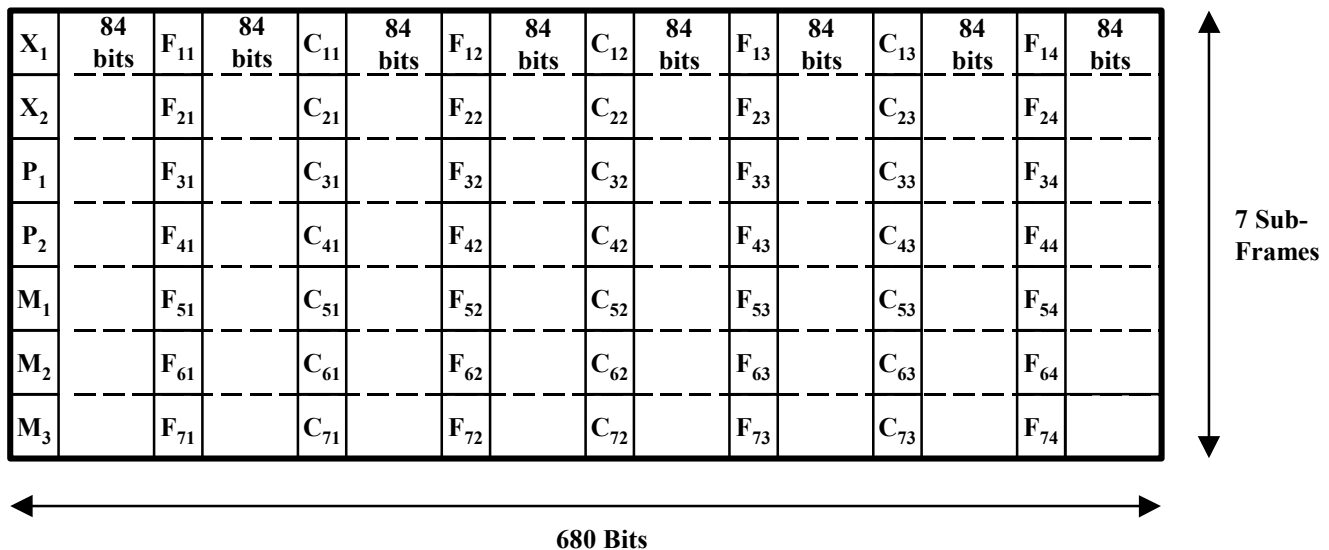 X₁ 84 bits F₁₁ 84 bits C₁₁ 84 bits F₁₂ 84 bits C₁₂ 84 bits F₁₃ 84 bits C₁₃ 84 bits F₁₄ 84 bits
X₂ F₂₁ C₂₁ F₂₂ C₂₂ F₂₃ C₂₃ F₂₄
P₁ F₃₁ C₃₁ F₃₂ C₃₂ F₃₃ C₃₃ F₃₄
P₂ F₄₁ C₄₁ F₄₂ C₄₂ F₄₃ C₄₃ F₄₄
M₁ F₅₁ C₅₁ F₅₂ C₅₂ F₅₃ C₅₃ F₅₄
M₂ F₆₁ C₆₁ F₆₂ C₆₂ F₆₃ C₆₃ F₆₄
M₃ F₇₁ C₇₁ F₇₂ C₇₂ F₇₃ C₇₃ F₇₄
7 Sub-
Frames
680 Bits